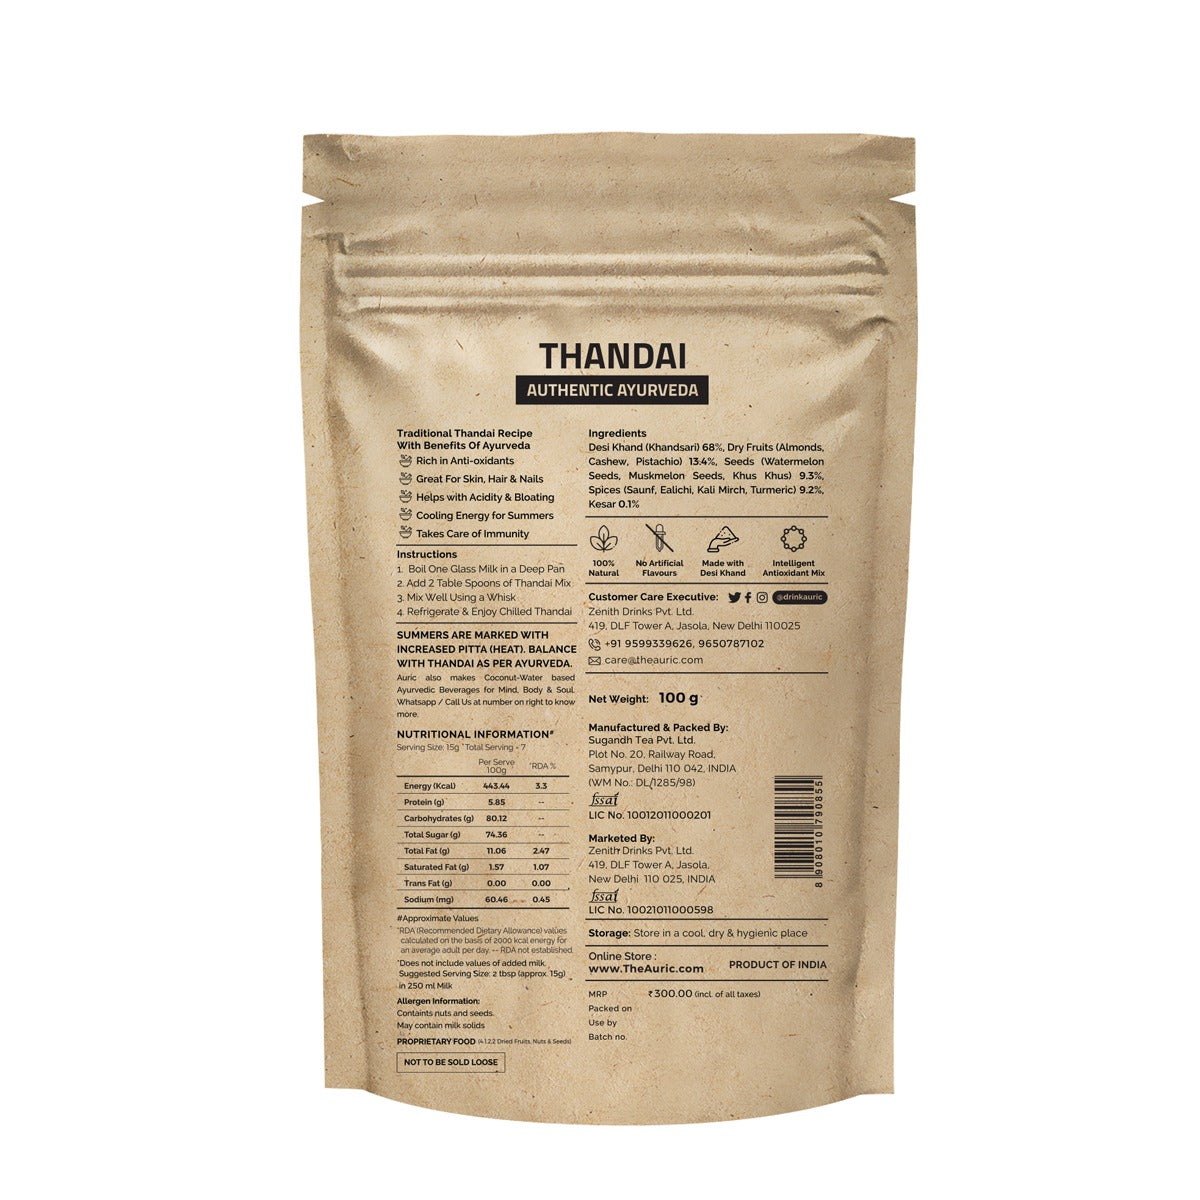 THANDAI
AUTHENTIC AYURVEDA
Traditional Thandai Recipe
With Benefits Of Ayurveda
Rich in Anti-oxidants
Great For Skin, Hair & Nails
Helps with Acidity & Bloating
Cooling Energy for Summers
Takes Care of Immunity
Instructions
1. Boil One Glass Milk in a Deep Pan
2. Add 2 Table Spoons of Thandai Mix
3. Mix Well Using a Whisk
4. Refrigerate & Enjoy Chilled Thandai
SUMMERS ARE MARKED WITH
INCREASED PITTA (HEAT). BALANCE
WITH THANDAI AS PER AYURVEDA.
Auric also makes Coconut-Water based
Ayurvedic Beverages for Mind, Body & Soul.
Whatsapp / Call Us at number on right to know
more.
NUTRITIONAL INFORMATION#
Serving Size: 15g *Total Serving - 7
Per Serve
100g
*RDA %
Energy (Kcal) 443.44 3.3
Protein (g) 5.85 --
Carbohydrates (g) 80.12 --
Total Sugar (g) 74.36 --
Total Fat (g) 11.06 2.47
Saturated Fat (g) 1.57 1.07
Trans Fat (g) 0.00 0.00
Sodium (mg) 60.46 0.45
#Approximate Values
*RDA (Recommended Dietary Allowance) values
calculated on the basis of 2000 kcal energy for
an average adult per day. -- RDA not established.
*Does not include values of added milk.
Suggested Serving Size: 2 tbsp (approx. 15g)
in 250 ml Milk
Allergen Information:
Containts nuts and seeds.
May contain milk solids
PROPRIETARY FOOD (4.1.2.2 Dried Fruits, Nuts & Seeds)
NOT TO BE SOLD LOOSE
Ingredients
Desi Khand (Khandsari) 68%, Dry Fruits (Almonds,
Cashew, Pistachio) 13.4%, Seeds (Watermelon
Seeds, Muskmelon Seeds, Khus Khus) 9.3%,
Spices (Saunf, Ealichi, Kali Mirch, Turmeric) 9.2%,
Kesar 0.1%
100%
Natural
No Artificial
Flavours
Made with
Desi Khand
Intelligent
Antioxidant Mix
Customer Care Executive: @drinkauric
Zenith Drinks Pvt. Ltd.
419, DLF Tower A, Jasola, New Delhi 110025
+91 9599339626, 9650787102
care@theauric.com
Net Weight: 100 g
Manufactured & Packed By:
Sugandh Tea Pvt. Ltd.
Plot No. 20, Railway Road,
Samypur, Delhi 110 042, INDIA
(WM No.: DL/1285/98)
fssai
LIC No. 10012011000201
Marketed By:
Zenith Drinks Pvt. Ltd.
419, DLF Tower A, Jasola,
New Delhi 110 025, INDIA
fssai
LIC No. 10021011000598
8 908010 790855
Storage: Store in a cool, dry & hygienic place
Online Store :
www.TheAuric.com
PRODUCT OF INDIA
MRP ₹300.00 (incl. of all taxes)
Packed on
Use by
Batch no.